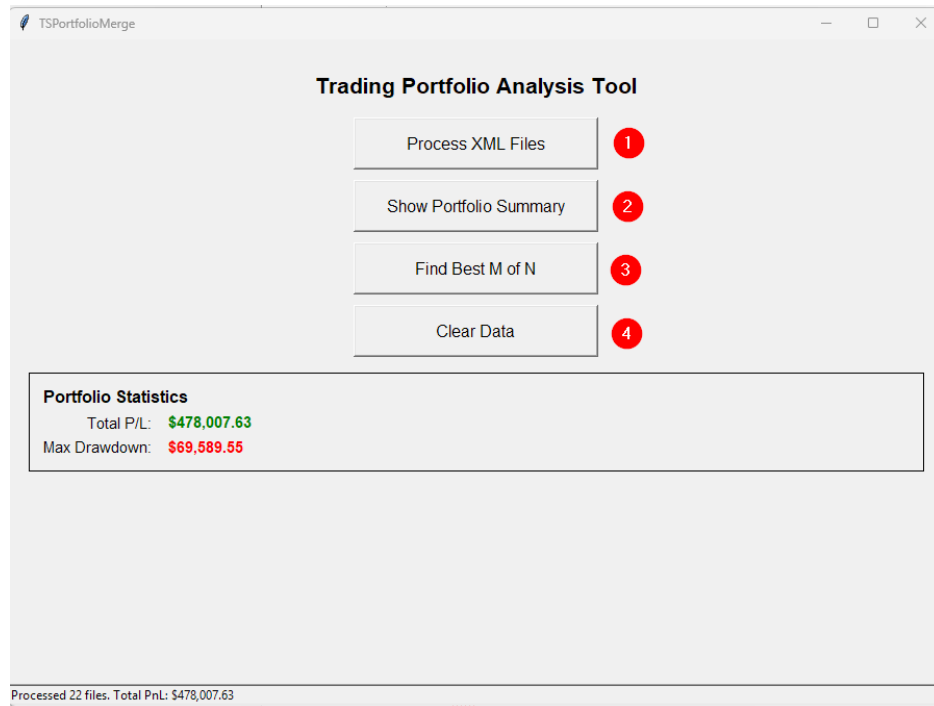 TSPortfolioMerge
Trading Portfolio Analysis Tool
Process XML Files 1
Show Portfolio Summary 2
Find Best M of N 3
Clear Data 4
Portfolio Statistics
Total P/L: $478,007.63
Max Drawdown: $69,589.55
Processed 22 files. Total PnL: $478,007.63